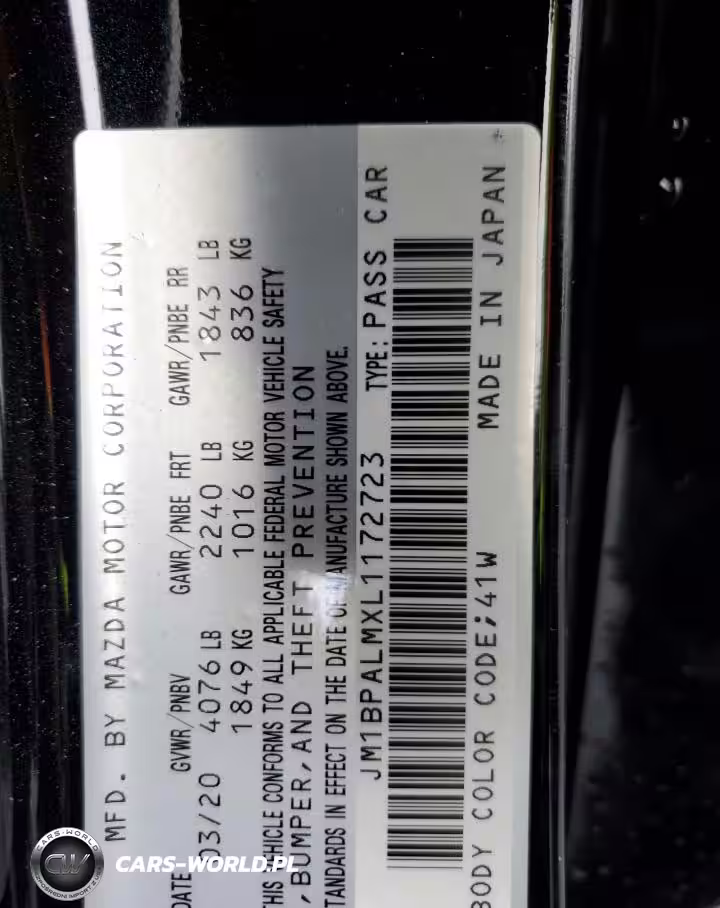 MFD. BY MAZDA MOTOR CORPORATION
DATE GVWR/PNBV GAWR/PNBE FRT GAWR/PNBE RR
03/20 4076 LB 2240 LB 1843 LB
1849 KG 1016 KG 836 KG
THIS VEHICLE CONFORMS TO ALL APPLICABLE FEDERAL MOTOR VEHICLE SAFETY
, BUMPER, AND THEFT PREVENTION
STANDARDS IN EFFECT ON THE DATE OF MANUFACTURE SHOWN ABOVE.
JM1BPALMXL1172723 TYPE: PASS CAR
BODY COLOR CODE: 41W MADE IN JAPAN
CARS-WORLD
CW
CARS-WORLD.PL